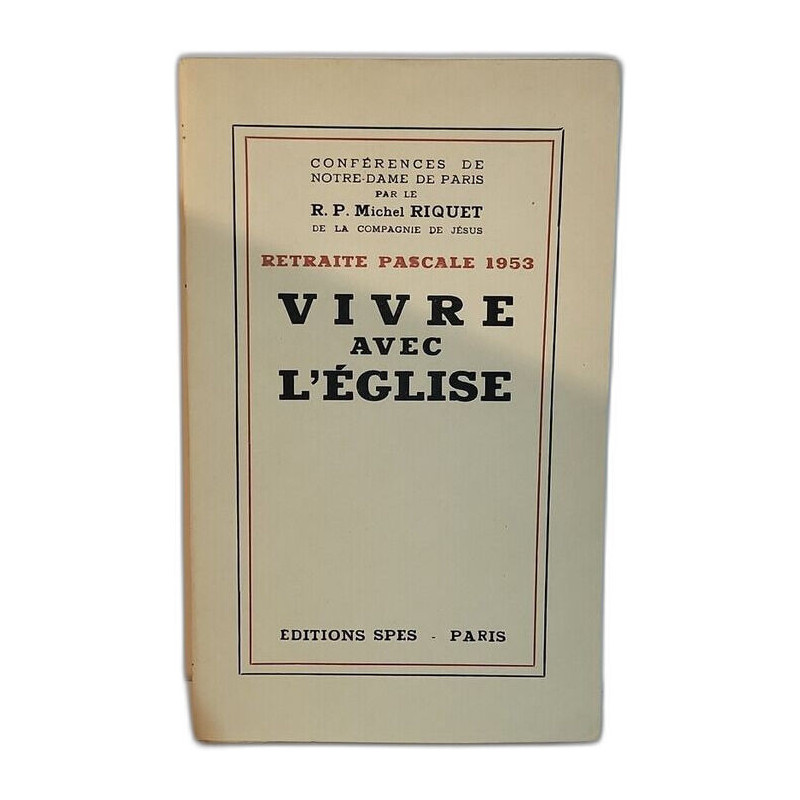 CONFÉRENCES DE
NOTRE-DAME DE PARIS
PAR LE
R. P. Michel RIQUET
DE LA COMPAGNIE DE JÉSUS
RETRAITE PASCALE 1953
VIVRE
AVEC
L'ÉGLISE
ÉDITIONS SPES - PARIS